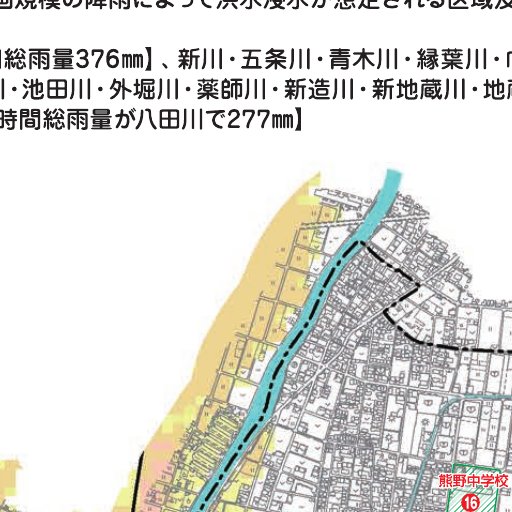 画規模の降雨によって洪水浸水が想定される区域及
総雨量376㎜】、新川・五条川・青木川・縁葉川・
・池田川・外堀川・薬師川・新造川・新地蔵川・地
時間総雨量が八田川で277㎜】
熊野中学校
16